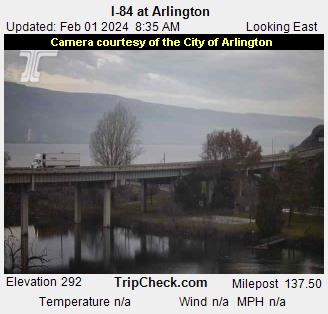 I-84 at Arlington
Updated: Feb 01 2024 8:35 AM Looking East
Camera courtesy of the City of Arlington
Elevation 292 TripCheck.com Milepost 137.50
Temperature n/a Wind n/a MPH n/a